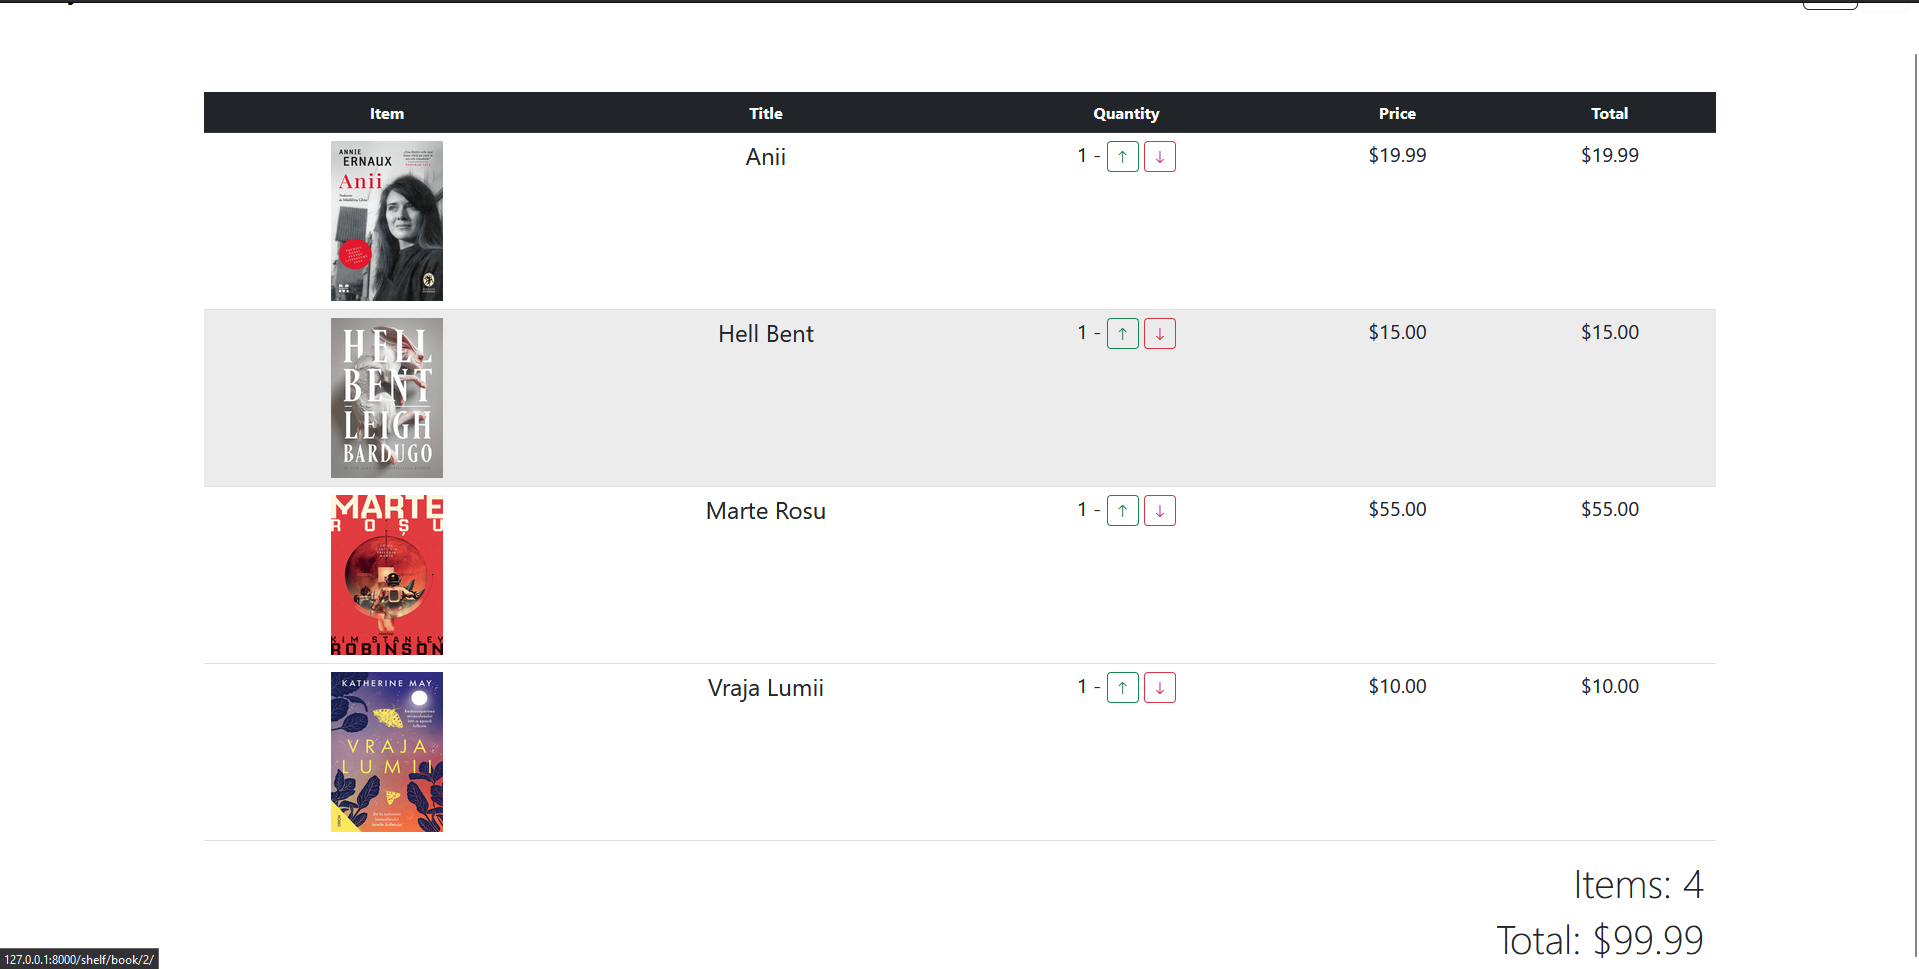 Item Title Quantity Price Total
ANNIE
ERNAUX
Anii
Anii 1 - ↑ ↓ $19.99 $19.99
HELL
BENT
LEIGH
BARDUGO
Hell Bent 1 - ↑ ↓ $15.00 $15.00
MARTE
ROȘU
KIM STANLEY
ROBINSON
Marte Rosu 1 - ↑ ↓ $55.00 $55.00
KATHERINE MAY
VRAJA
LUMII
Vraja Lumii 1 - ↑ ↓ $10.00 $10.00
Items: 4
Total: $99.99
127.0.0.1:8000/shelf/book/2/